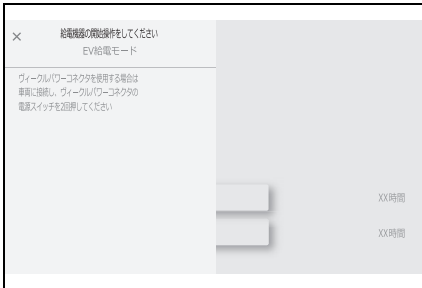 × 給電機器の開始操作をしてください
EV給電モード
ヴィークルパワーコネクタを使用する場合は
車両に接続し、ヴィークルパワーコネクタの
電源スイッチを2回押してください
XX時間
XX時間